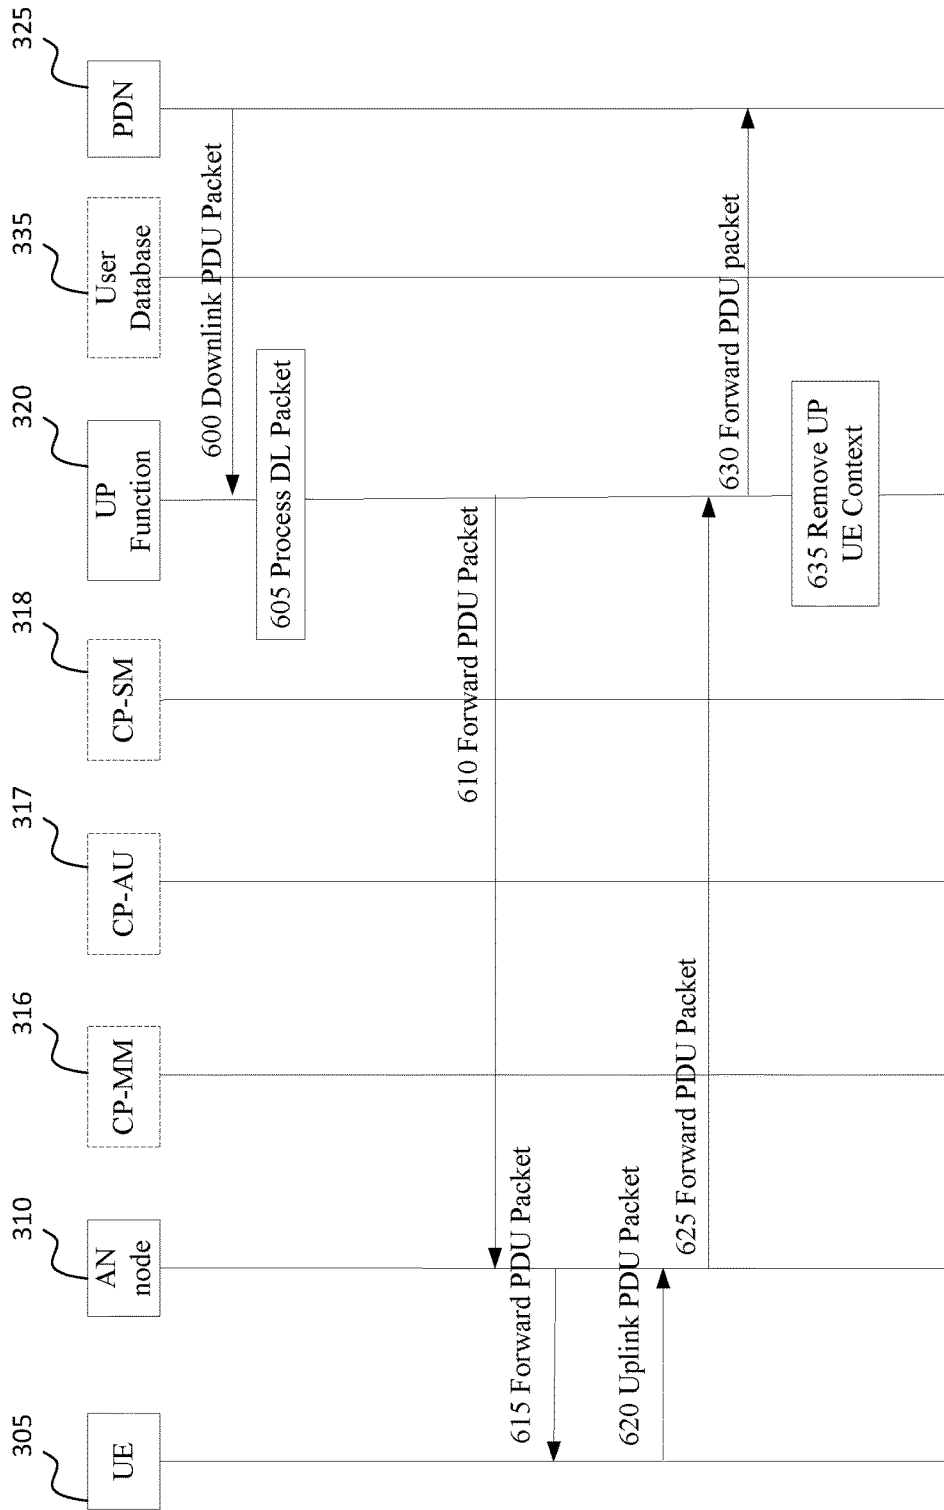 305
310
316
317
318
320
335
325
UE
AN
node
CP-MM
CP-AU
CP-SM
UP
Function
User
Database
PDN
600 Downlink PDU Packet
605 Process DL Packet
610 Forward PDU Packet
615 Forward PDU Packet
620 Uplink PDU Packet
625 Forward PDU Packet
630 Forward PDU packet
635 Remove UP
UE Context